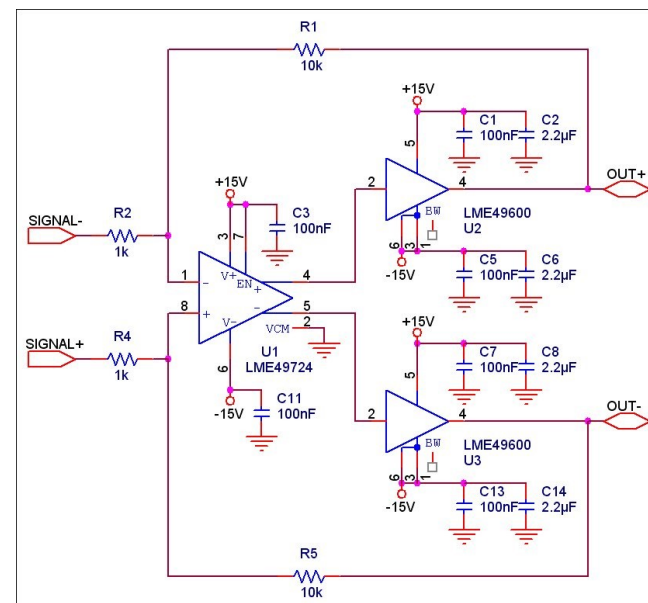 R1
10k
+15V
C1
100nF
C2
2.2µF
5
2
4
OUT+
BW
LME49600
U2
6
3
1
-15V
C5
100nF
C6
2.2µF
SIGNAL-
R2
1k
+15V
C3
100nF
3
7
V+
EN
1
-
+
4
8
+
-
5
V-
VCM
2
SIGNAL+
R4
1k
U1
LME49724
6
C11
100nF
-15V
+15V
C7
100nF
C8
2.2µF
5
2
4
OUT-
BW
LME49600
U3
6
3
1
-15V
C13
100nF
C14
2.2µF
R5
10k